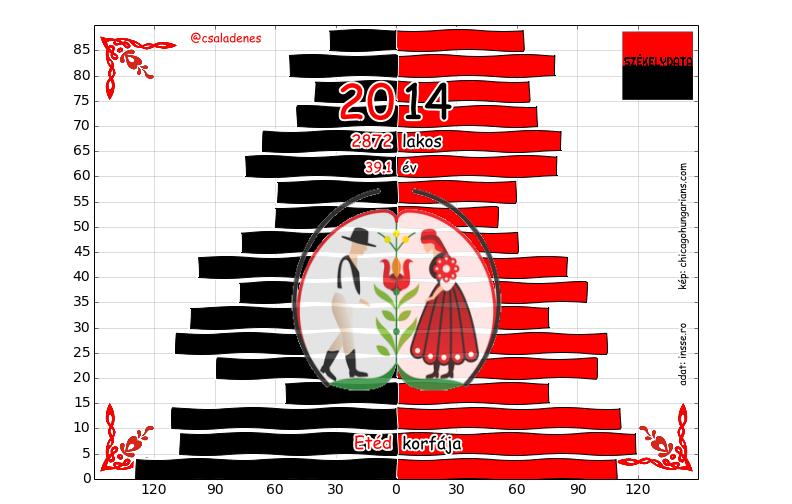 @csaladenes
SZÉKELYDATA
2014
2872 lakos
39.1 év
kép: chicagohungarians.com
adat: insse.ro
Etéd korfája
85
80
75
70
65
60
55
50
45
40
35
30
25
20
15
10
5
0
120 90 60 30 0 30 60 90 120